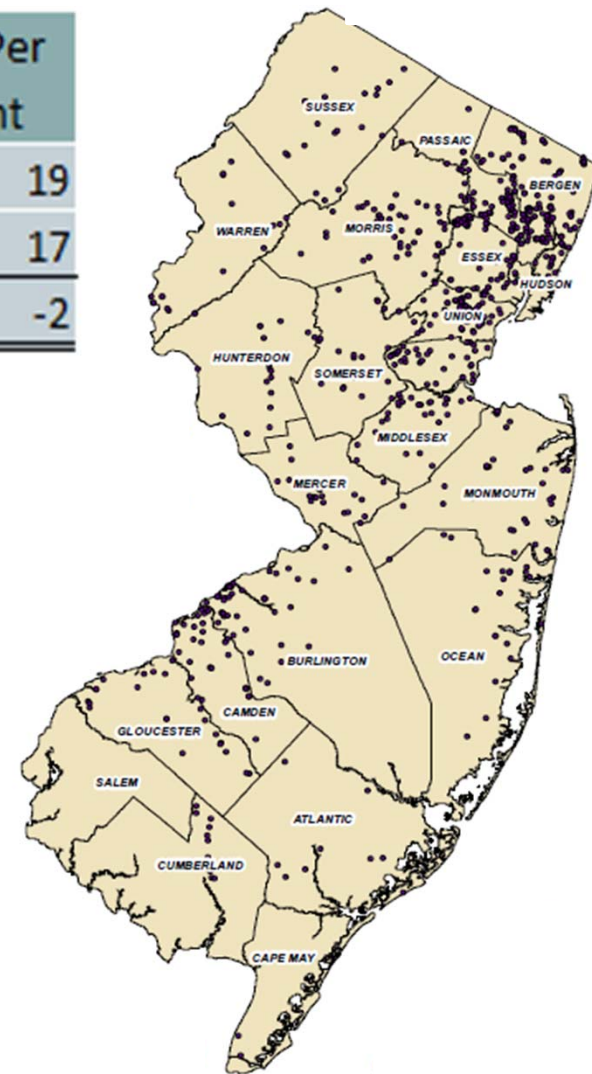 Per
19
17
-2
SUSSEX
PASSAIC
BERGEN
WARREN
MORRIS
ESSEX
HUDSON
UNION
HUNTERDON
SOMERSET
MIDDLESEX
MERCER
MONMOUTH
BURLINGTON
OCEAN
CAMDEN
GLOUCESTER
SALEM
ATLANTIC
CUMBERLAND
CAPE MAY